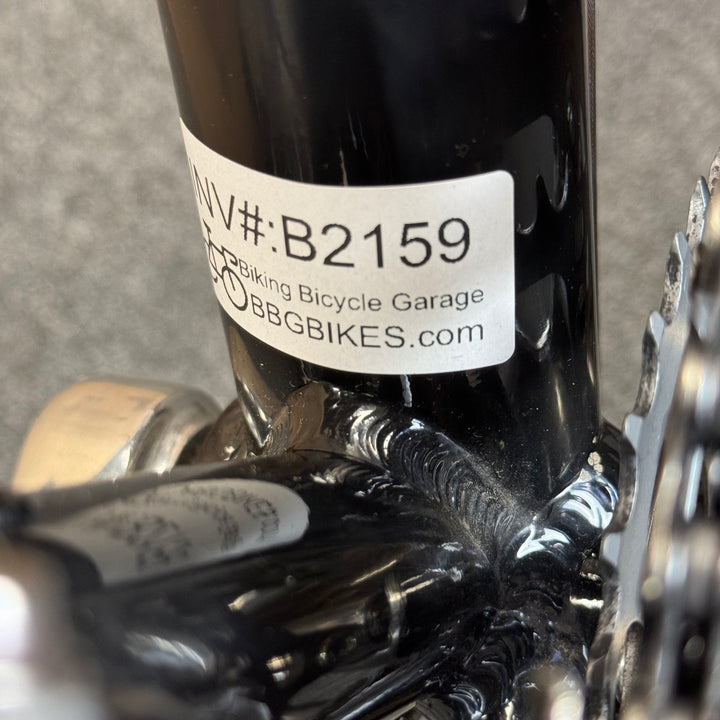 INV#:B2159
Biking Bicycle Garage
BBGBIKES.com